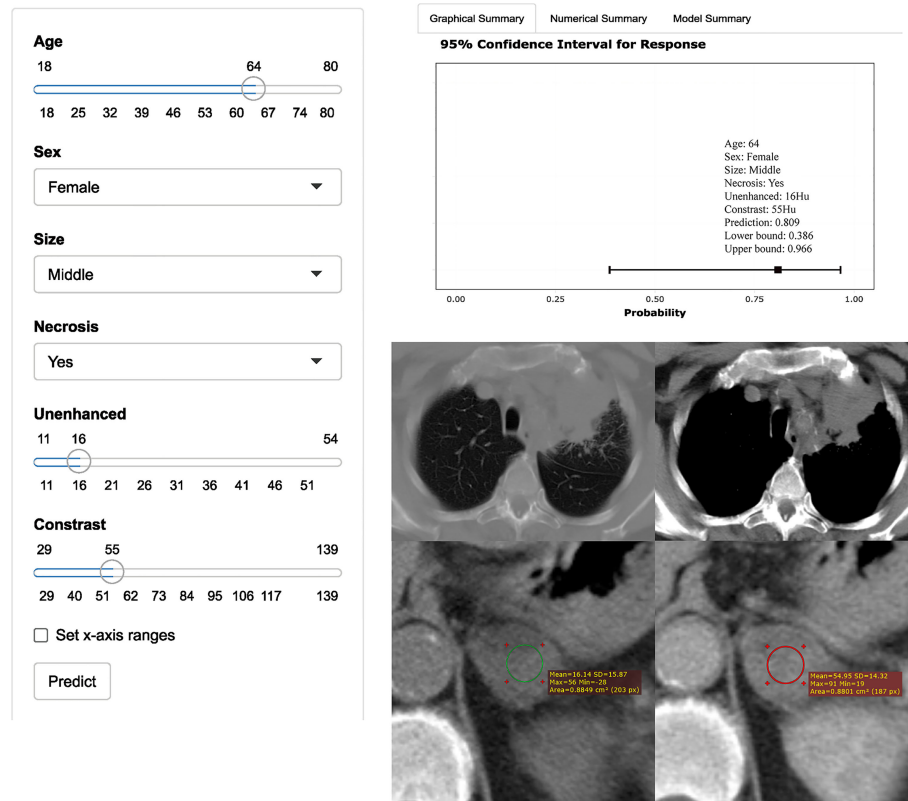 Age
18 64 80
18 25 32 39 46 53 60 67 74 80
Sex
Female
Size
Middle
Necrosis
Yes
Unenhanced
11 16 54
11 16 21 26 31 36 41 46 51
Constrast
29 55 139
29 40 51 62 73 84 95 106 117 139
Set x-axis ranges
Predict
Graphical Summary Numerical Summary Model Summary
95% Confidence Interval for Response
Age: 64
Sex: Female
Size: Middle
Necrosis: Yes
Unenhanced: 16Hu
Constrast: 55Hu
Prediction: 0.809
Lower bound: 0.386
Upper bound: 0.966
0.00 0.25 0.50 0.75 1.00
Probability
Mean=16.14 SD=15.87
Max=56 Min=-28
Area=0.8849 cm² (203 px)
Mean=54.95 SD=14.32
Max=91 Min=19
Area=0.8801 cm² (187 px)